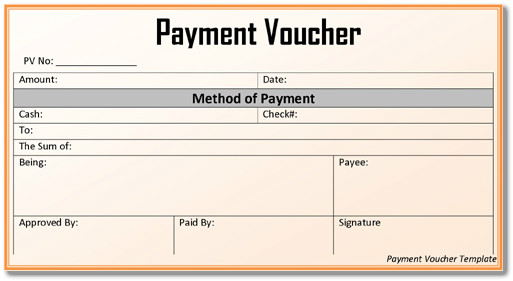 Payment Voucher
PV No: _______________
Amount: Date:
Method of Payment
Cash: Check#:
To:
The Sum of:
Being: Payee:
Approved By: Paid By: Signature
Payment Voucher Template